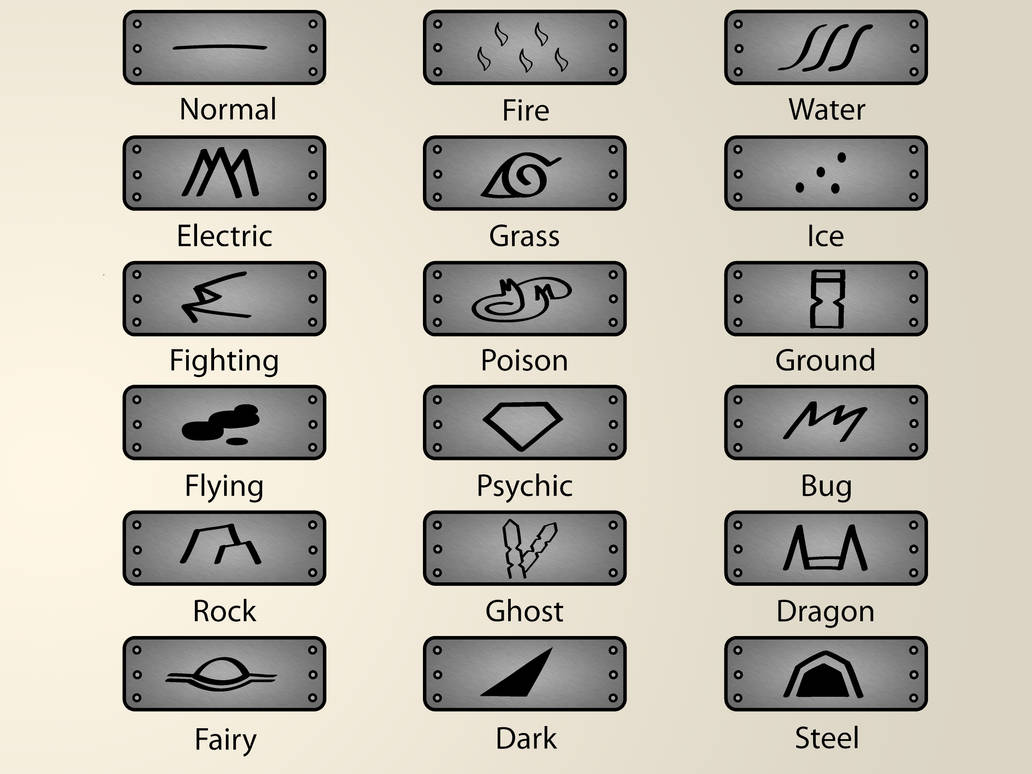 Normal
Fire
Water
Electric
Grass
Ice
Fighting
Poison
Ground
Flying
Psychic
Bug
Rock
Ghost
Dragon
Fairy
Dark
Steel